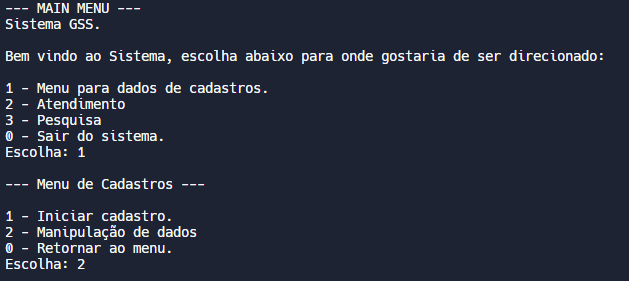 --- MAIN MENU ---
Sistema GSS.
Bem vindo ao Sistema, escolha abaixo para onde gostaria de ser direcionado:
1 - Menu para dados de cadastros.
2 - Atendimento
3 - Pesquisa
0 - Sair do sistema.
Escolha: 1
--- Menu de Cadastros ---
1 - Iniciar cadastro.
2 - Manipulação de dados
0 - Retornar ao menu.
Escolha: 2